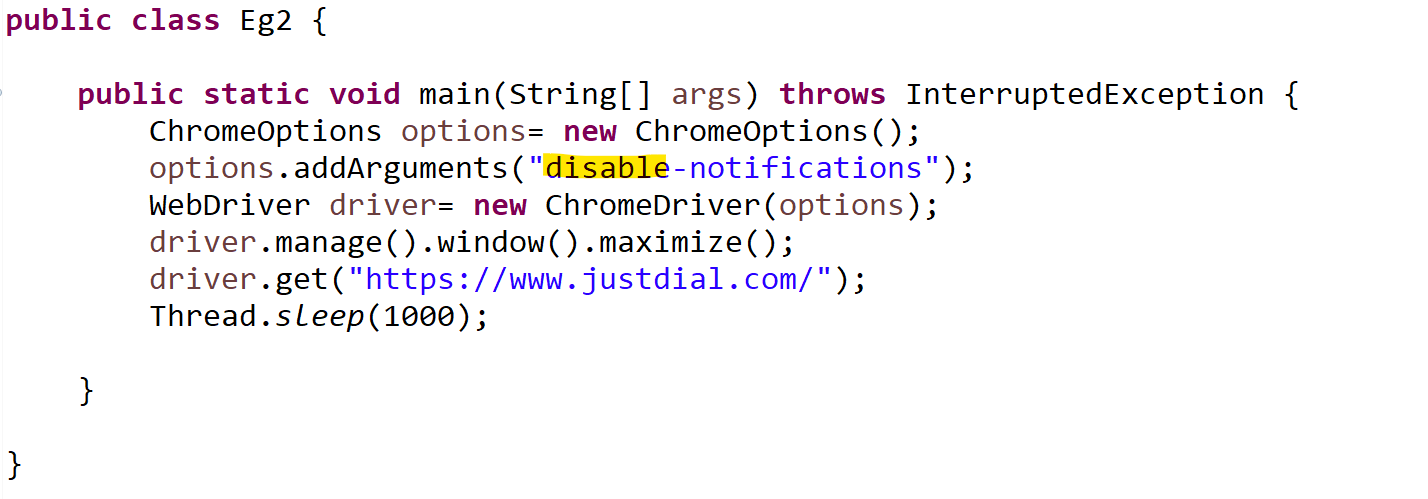 public class Eg2 {
public static void main(String[] args) throws InterruptedException {
ChromeOptions options= new ChromeOptions();
options.addArguments("disable-notifications");
WebDriver driver= new ChromeDriver(options);
driver.manage().window().maximize();
driver.get("https://www.justdial.com/");
Thread.sleep(1000);
}
}